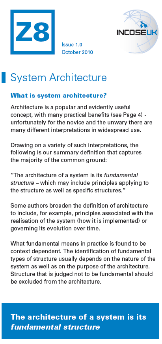 Z8
Issue 1.0
October 2010
INCOSE UK
System Architecture
What is system architecture?
Architecture is a popular and evidently useful
concept, with many practical benefits (see Page 4) -
unfortunately for the novice and the unwary there are
many different interpretations in widespread use.
Drawing on a variety of such interpretations, the
following is our summary definition that captures
the majority of the common ground:
"The architecture of a system is its fundamental
structure – which may include principles applying to
the structure as well as specific structures."
Some authors broaden the definition of architecture
to include, for example, principles associated with the
realisation of the system (how it is implemented) or
governing its evolution over time.
What fundamental means in practice is found to be
context dependent. The identification of fundamental
types of structure usually depends on the nature of the
system as well as on the purpose of the architecture.
Structure that is judged not to be fundamental should
be excluded from the architecture.
The architecture of a system is its
fundamental structure